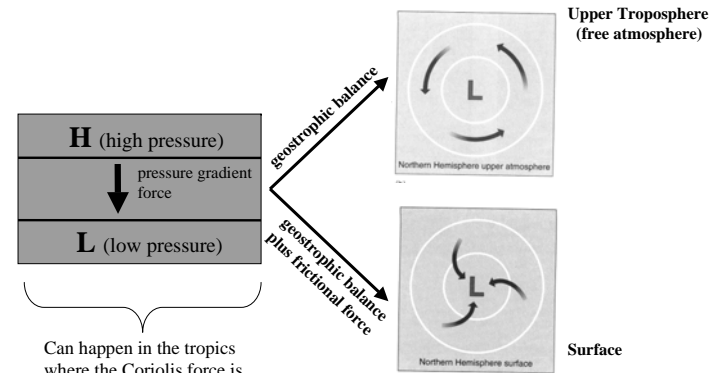 Upper Troposphere
(free atmosphere)
geostrophic balance
L
Northern Hemisphere upper atmosphere
H (high pressure)
pressure gradient
force
L (low pressure)
geostrophic balance
plus frictional force
L
Northern Hemisphere surface
Surface
Can happen in the tropics
where the Coriolis force is